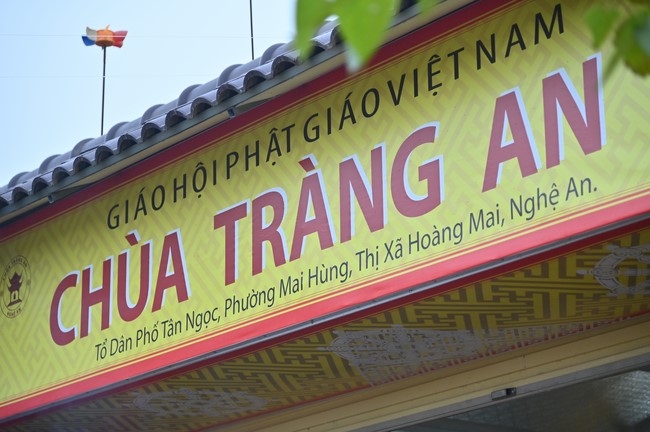 GIÁO HỘI PHẬT GIÁO VIỆT NAM
CHÙA TRÀNG AN
Tổ Dân Phố Tân Ngọc, Phường Mai Hùng, Thị Xã Hoàng Mai, Nghệ An.